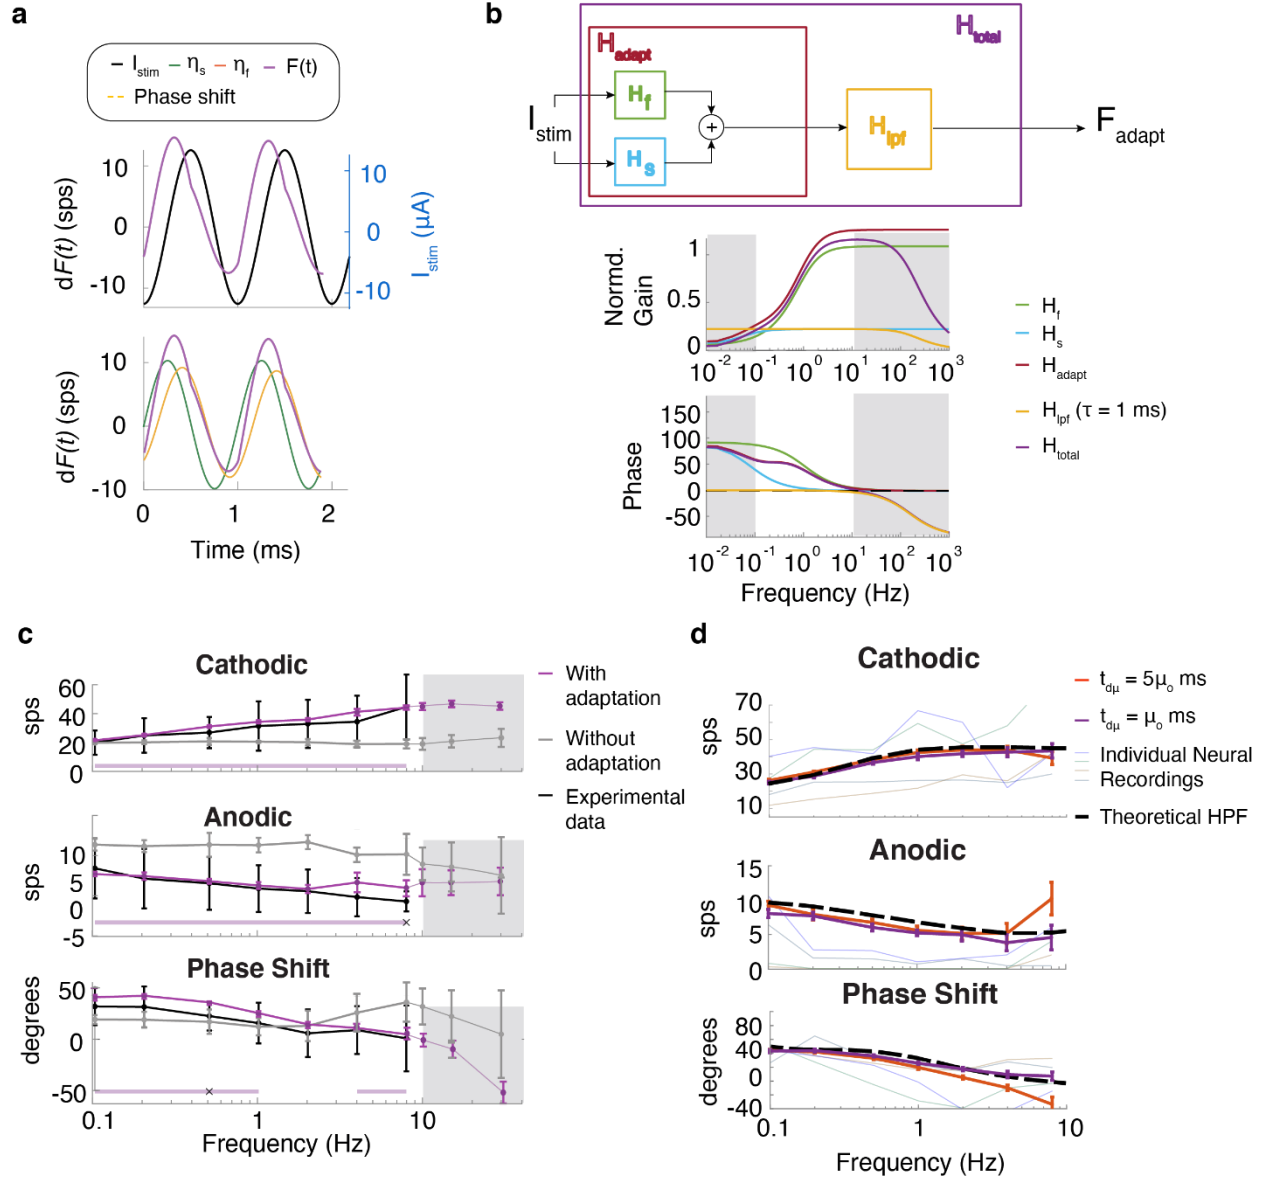 a
I_stim η_s η_f F(t)
Phase shift
dF(t) (sps)
10
0
-10
10
0
-10
I_stim (µA)
dF(t) (sps)
10
0
-10
0 1 2
Time (ms)
b
H_total
H_adapt
H_f
I_stim
+
H_lpf
F_adapt
H_s
Normd.
Gain
1
0.5
0
10^-2 10^-1 10^0 10^1 10^2 10^3
Phase
150
100
50
0
-50
10^-2 10^-1 10^0 10^1 10^2 10^3
Frequency (Hz)
H_f
H_s
H_adapt
H_lpf (τ = 1 ms)
H_total
c
Cathodic
sps
60
40
20
0
With
adaptation
Without
adaptation
Experimental
data
Anodic
sps
10
5
0
-5
×
Phase Shift
degrees
50
0
-50
×
0.1 1 10
Frequency (Hz)
d
Cathodic
sps
70
50
30
10
t_dµ = 5µ_o ms
t_dµ = µ_o ms
Individual Neural
Recordings
Theoretical HPF
Anodic
sps
15
10
5
0
Phase Shift
degrees
80
40
0
-40
0.1 1 10
Frequency (Hz)